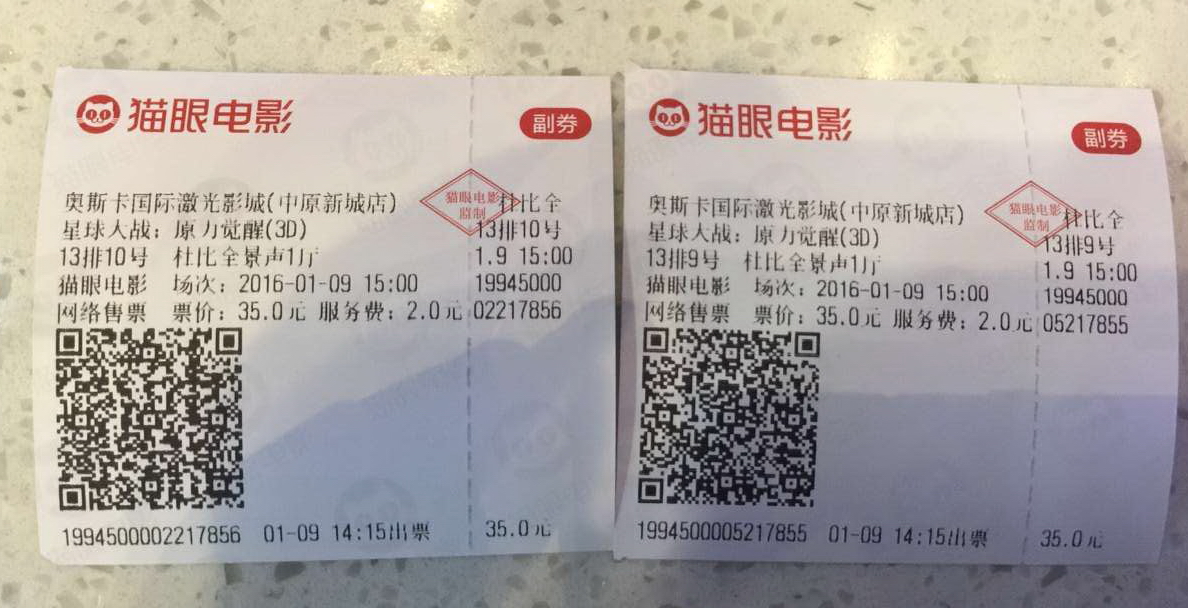 猫眼电影
副券
奥斯卡国际激光影城(中原新城店)
猫眼电影
监制
杜比全
星球大战：原力觉醒(3D)
13排10号
13排10号 杜比全景声1厅
1.9 15:00
猫眼电影 场次：2016-01-09 15:00
19945000
网络售票 票价：35.0元 服务费：2.0元
02217856
1994500002217856 01-09 14:15出票
35.0元
猫眼电影
副券
奥斯卡国际激光影城(中原新城店)
猫眼电影
监制
杜比全
星球大战：原力觉醒(3D)
13排9号
13排9号 杜比全景声1厅
1.9 15:00
猫眼电影 场次：2016-01-09 15:00
19945000
网络售票 票价：35.0元 服务费：2.0元
05217855
1994500005217855 01-09 14:15出票
35.0元